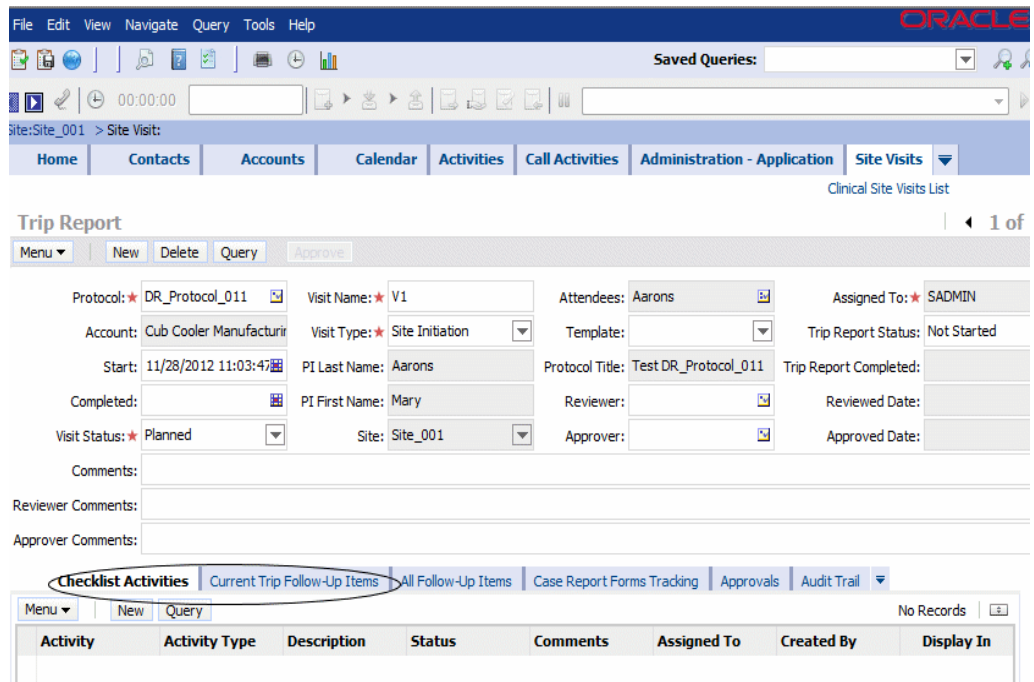 File Edit View Navigate Query Tools Help ORACLE
Saved Queries:
00:00:00
Site:Site_001 > Site Visit:
Home Contacts Accounts Calendar Activities Call Activities Administration - Application Site Visits
Clinical Site Visits List
Trip Report 1 of
Menu New Delete Query Approve
Protocol: DR_Protocol_011 Visit Name: V1 Attendees: Aarons Assigned To: SADMIN
Account: Cub Cooler Manufacturin Visit Type: Site Initiation Template: Trip Report Status: Not Started
Start: 11/28/2012 11:03:47 PI Last Name: Aarons Protocol Title: Test DR_Protocol_011 Trip Report Completed:
Completed: PI First Name: Mary Reviewer: Reviewed Date:
Visit Status: Planned Site: Site_001 Approver: Approved Date:
Comments:
Reviewer Comments:
Approver Comments:
Checklist Activities Current Trip Follow-Up Items All Follow-Up Items Case Report Forms Tracking Approvals Audit Trail
Menu New Query No Records
Activity Activity Type Description Status Comments Assigned To Created By Display In